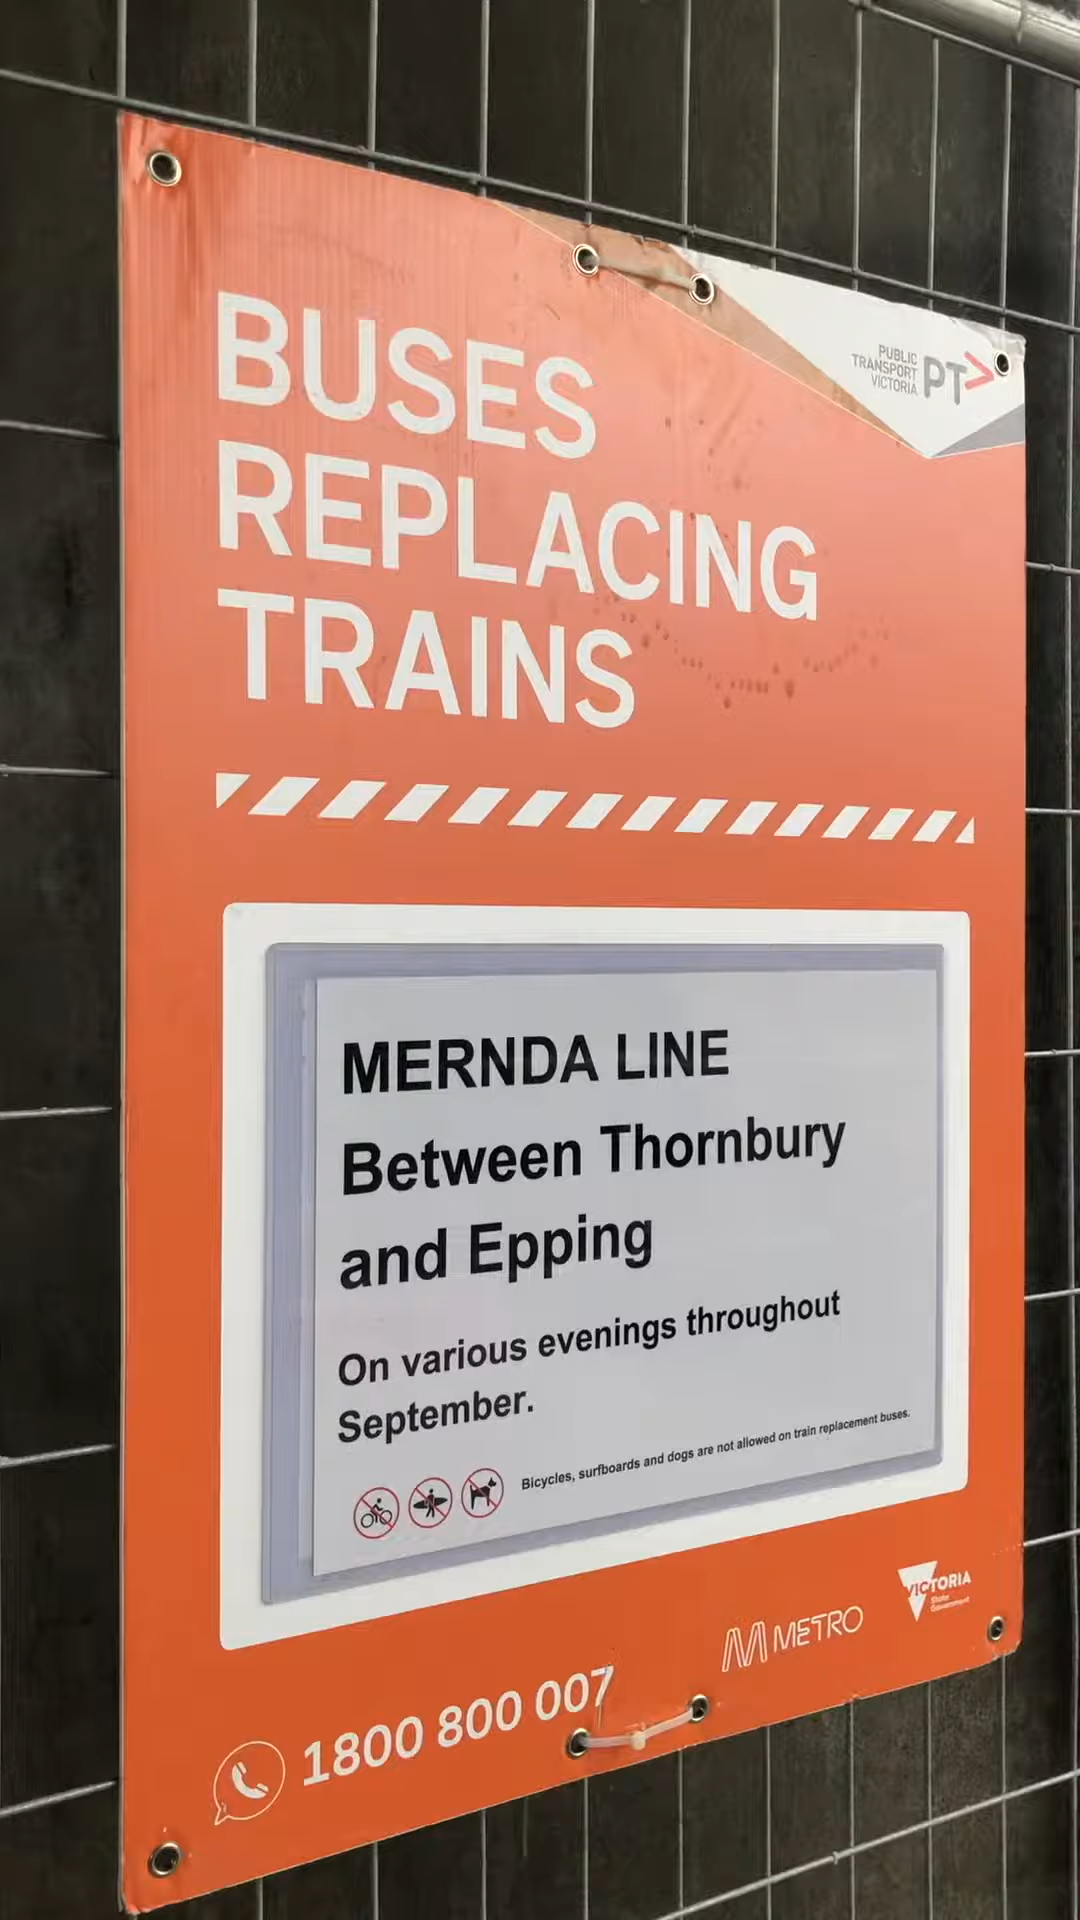 PUBLIC
TRANSPORT
VICTORIA
PT
BUSES
REPLACING
TRAINS
MERNDA LINE
Between Thornbury
and Epping
On various evenings throughout
September.
Bicycles, surfboards and dogs are not allowed on train replacement buses.
1800 800 007
METRO
VICTORIA
State
Government